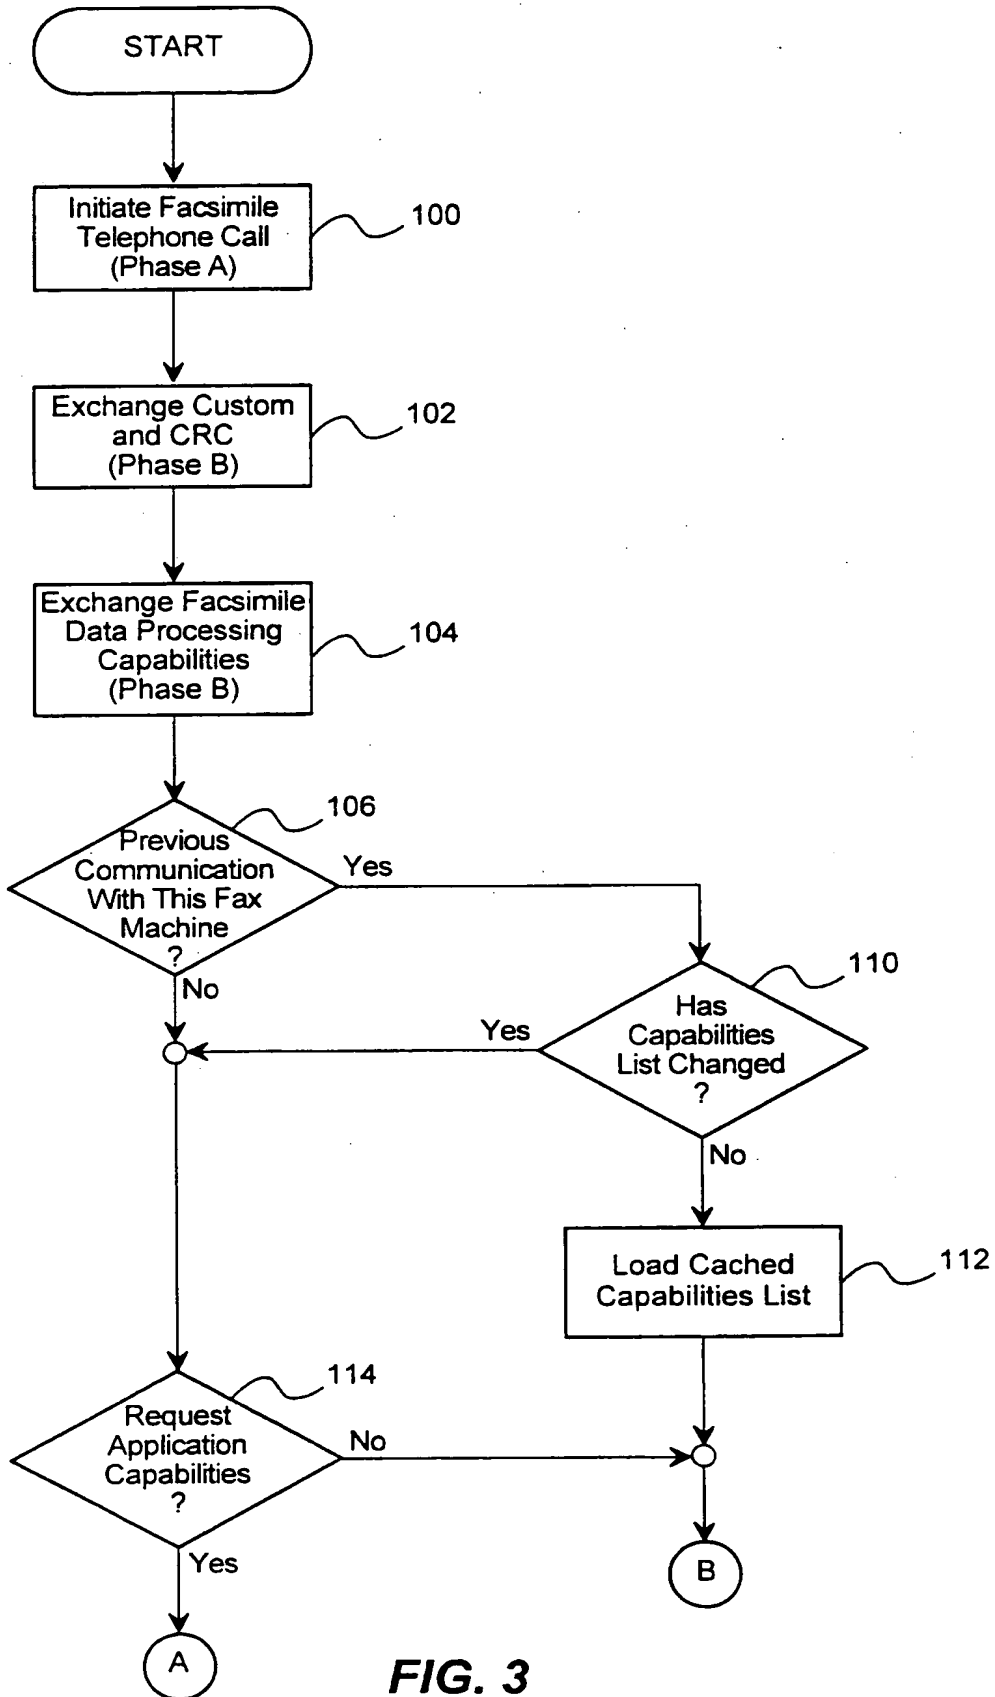 START
Initiate Facsimile
Telephone Call
(Phase A)
100
Exchange Custom
and CRC
(Phase B)
102
Exchange Facsimile
Data Processing
Capabilities
(Phase B)
104
106
Previous
Communication
With This Fax
Machine
?
Yes
No
110
Has
Capabilities
List Changed
?
Yes
No
Load Cached
Capabilities List
112
114
Request
Application
Capabilities
?
No
Yes
B
A
FIG. 3